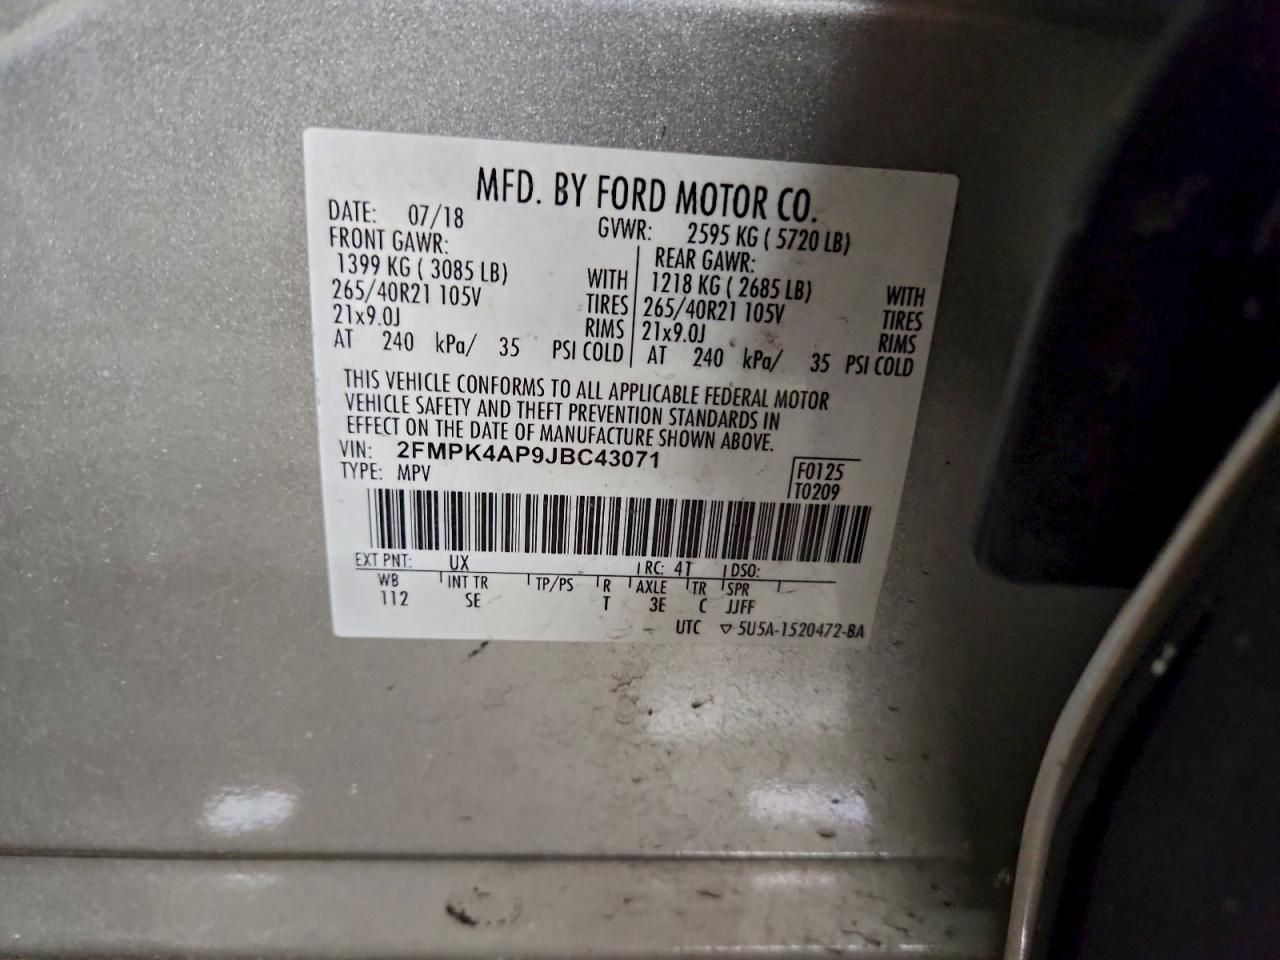 MFD. BY FORD MOTOR CO.
DATE: 07/18 GVWR: 2595 KG ( 5720 LB)
FRONT GAWR: REAR GAWR:
1399 KG ( 3085 LB) WITH 1218 KG ( 2685 LB) WITH
265/40R21 105V TIRES 265/40R21 105V TIRES
21x9.0J RIMS 21x9.0J RIMS
AT 240 kPa/ 35 PSI COLD AT 240 kPa/ 35 PSI COLD
THIS VEHICLE CONFORMS TO ALL APPLICABLE FEDERAL MOTOR
VEHICLE SAFETY AND THEFT PREVENTION STANDARDS IN
EFFECT ON THE DATE OF MANUFACTURE SHOWN ABOVE.
VIN: 2FMPK4AP9JBC43071
TYPE: MPV F0125
T0209
EXT PNT: UX RC: 41 DSO:
WB INT TR TP/PS R AXLE TR SPR
112 SE T 3E C JJFF
UTC ▽ 5U5A-1520472-BA